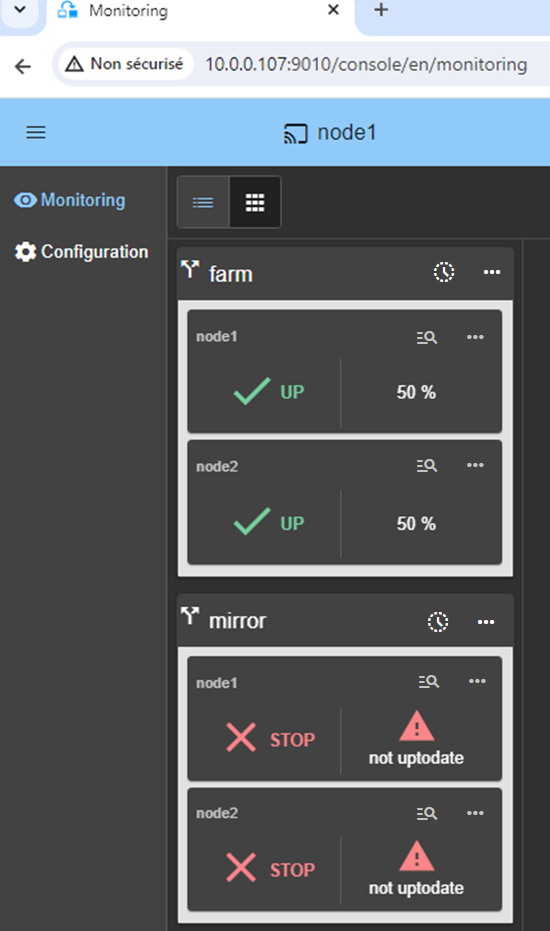 Monitoring
Non sécurisé 10.0.0.107:9010/console/en/monitoring
node1
Monitoring
Configuration
farm
node1
UP 50 %
node2
UP 50 %
mirror
node1
STOP not uptodate
node2
STOP not uptodate